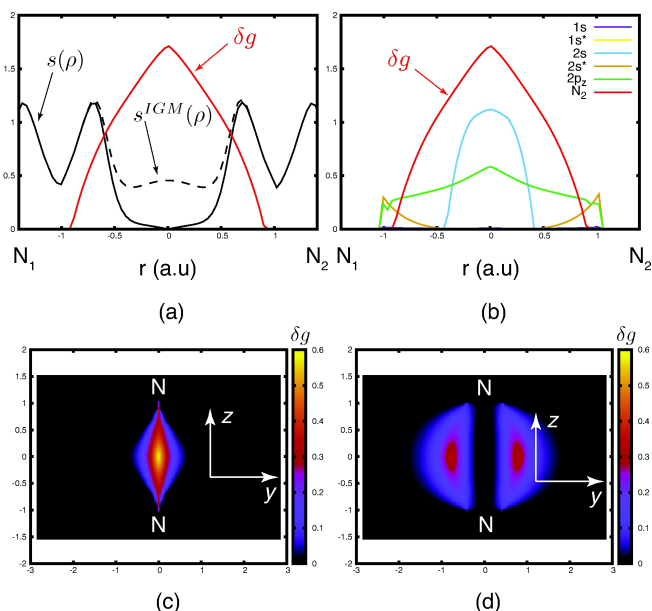 δg
s(ρ)
s^{IGM}(ρ)
2
1.5
1
0.5
0
-1
-0.5
0
0.5
1
N₁
r (a.u)
N₂
(a)
1s
1s*
2s
2s*
2p_z
N₂
δg
2
1.5
1
0.5
0
-1
-0.5
0
0.5
1
N₁
r (a.u)
N₂
(b)
δg
2
1.5
1
0.5
0
-0.5
-1
-1.5
-2
N
z
y
N
0.6
0.5
0.4
0.3
0.2
0.1
0
-3
-2
-1
0
1
2
3
(c)
δg
2
1.5
1
0.5
0
-0.5
-1
-1.5
-2
N
z
y
N
0.6
0.5
0.4
0.3
0.2
0.1
0
-3
-2
-1
0
1
2
3
(d)